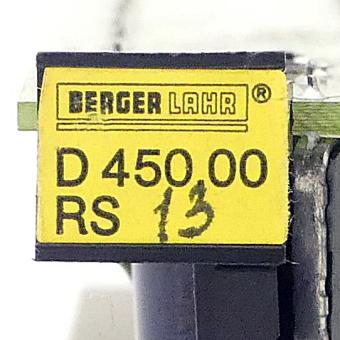 BERGER LAHR ®
D 450.00
RS 13